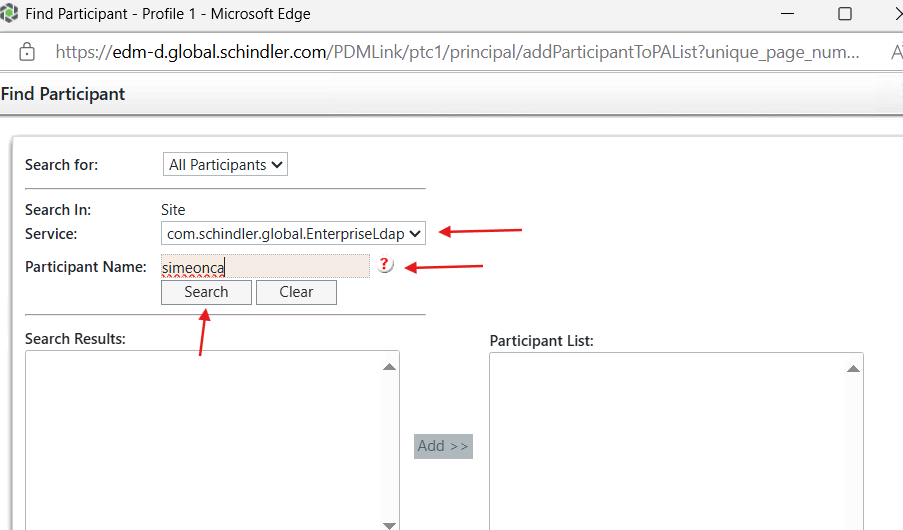 Find Participant - Profile 1 - Microsoft Edge
https://edm-d.global.schindler.com/PDMLink/ptc1/principal/addParticipantToPAList?unique_page_num...
Find Participant
Search for: All Participants
Search In: Site
Service: com.schindler.global.EnterpriseLdap
Participant Name: simeonca ?
Search Clear
Search Results: Participant List:
Add >>